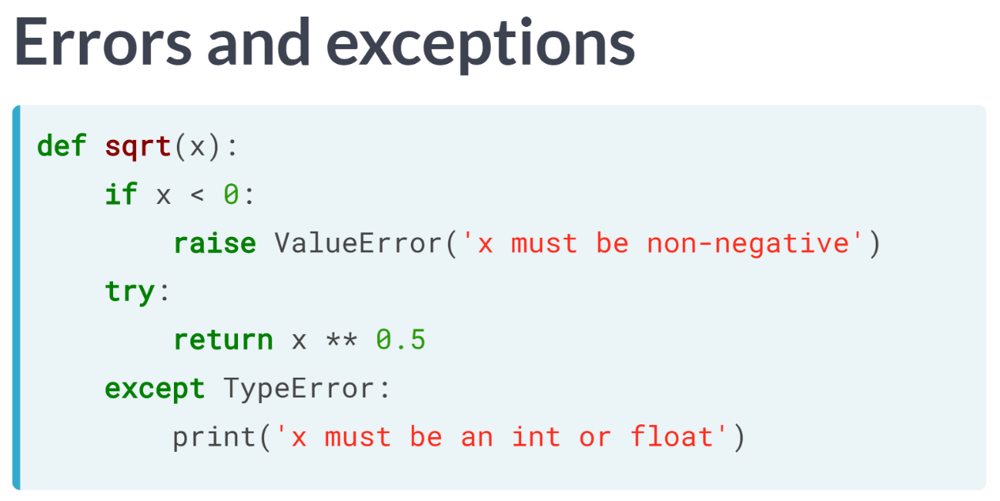 Errors and exceptions
def sqrt(x):
    if x < 0:
        raise ValueError('x must be non-negative')
    try:
        return x ** 0.5
    except TypeError:
        print('x must be an int or float')